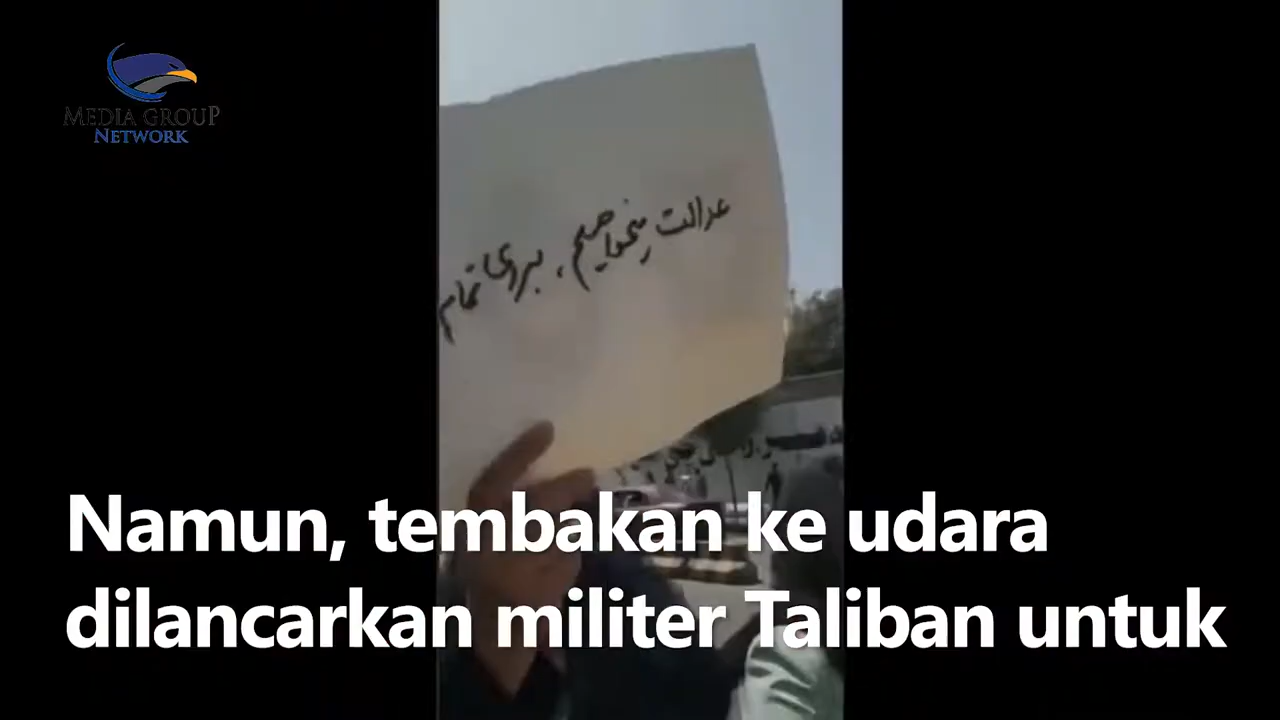 MEDIA GROUP
NETWORK
عدالت میخواهیم، برای تمام
Namun, tembakan ke udara
dilancarkan militer Taliban untuk